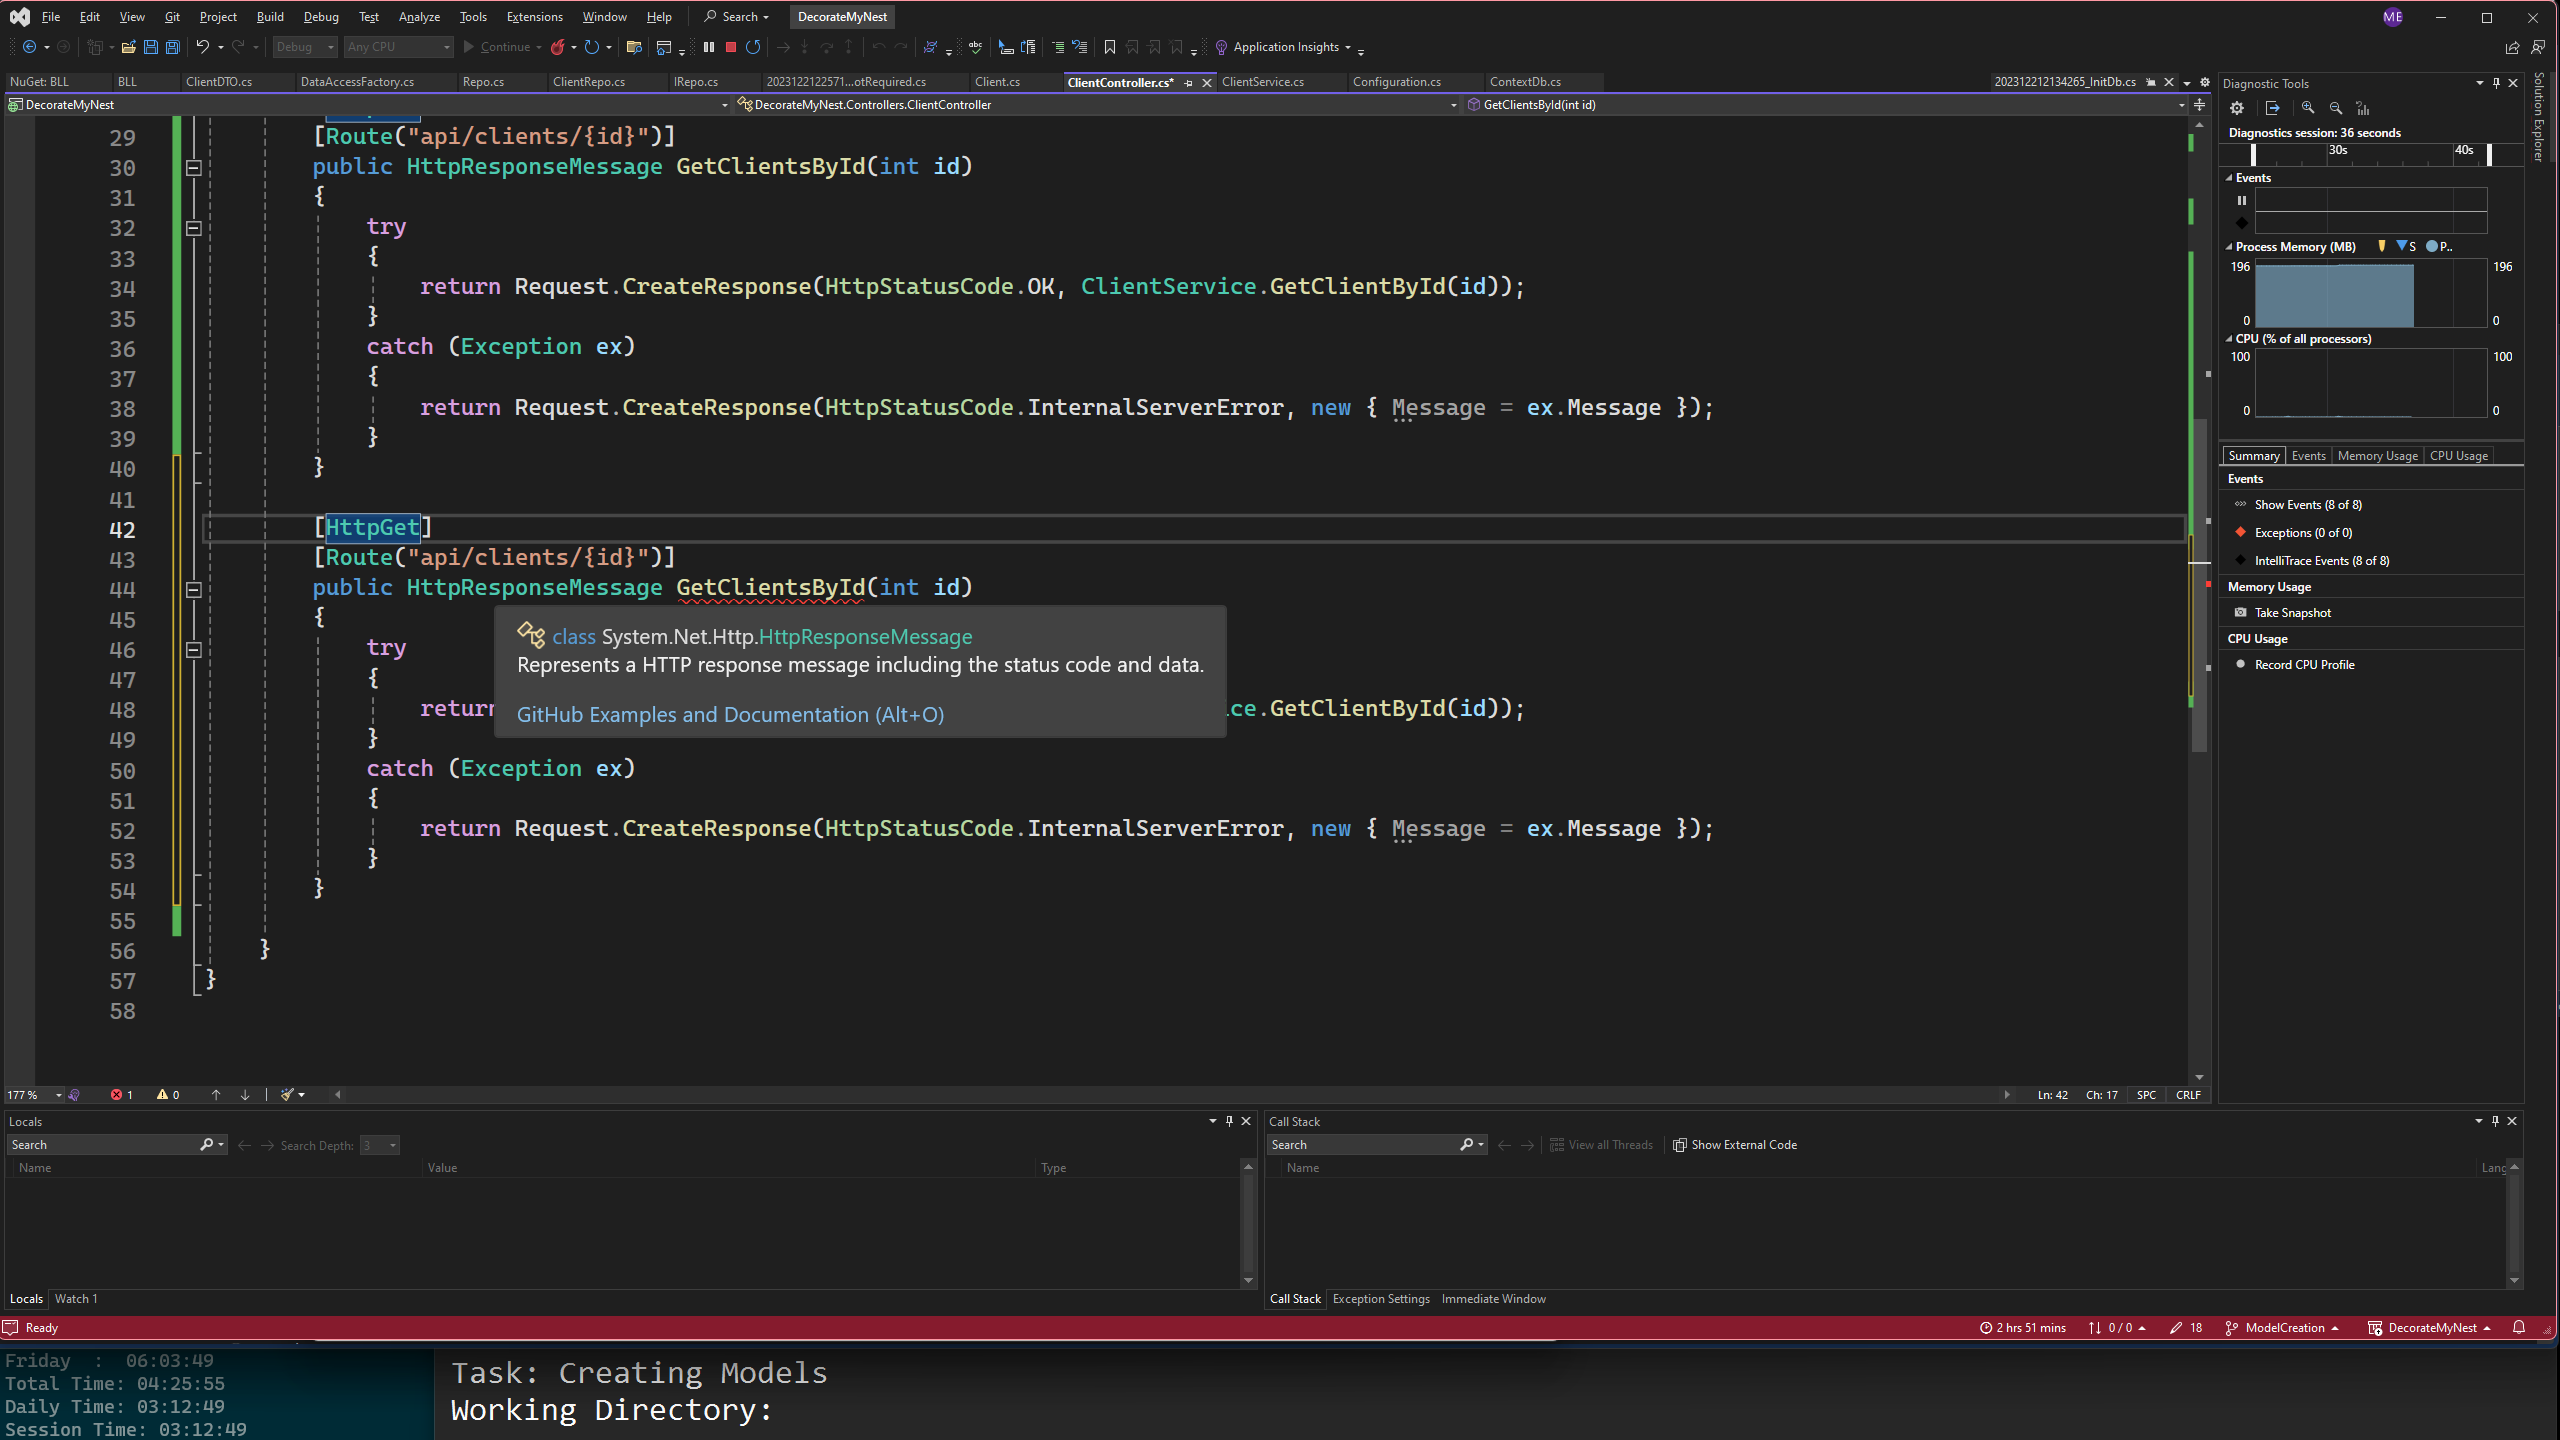 File Edit View Git Project Build Debug Test Analyze Tools Extensions Window Help Search DecorateMyNest ME
Debug Any CPU Continue Application Insights
NuGet: BLL BLL ClientDTO.cs DataAccessFactory.cs Repo.cs ClientRepo.cs IRepo.cs 2023122122571...otRequired.cs Client.cs ClientController.cs* ClientService.cs Configuration.cs ContextDb.cs 202312212134265_InitDb.cs
DecorateMyNest DecorateMyNest.Controllers.ClientController GetClientsById(int id)
29 [Route("api/clients/{id}")]
30 public HttpResponseMessage GetClientsById(int id)
31 {
32 try
33 {
34 return Request.CreateResponse(HttpStatusCode.OK, ClientService.GetClientById(id));
35 }
36 catch (Exception ex)
37 {
38 return Request.CreateResponse(HttpStatusCode.InternalServerError, new { Message = ex.Message });
39 }
40 }
41
42 [HttpGet]
43 [Route("api/clients/{id}")]
44 public HttpResponseMessage GetClientsById(int id)
45 {
46 try
47 {
48 return ce.GetClientById(id));
49 }
50 catch (Exception ex)
51 {
52 return Request.CreateResponse(HttpStatusCode.InternalServerError, new { Message = ex.Message });
53 }
54 }
55
56 }
57 }
58
class System.Net.Http.HttpResponseMessage
Represents a HTTP response message including the status code and data.
GitHub Examples and Documentation (Alt+O)
177 % 1 0 Ln: 42 Ch: 17 SPC CRLF
Diagnostic Tools
Diagnostics session: 36 seconds
30s 40s
Events
Process Memory (MB) S P..
196 196
0 0
CPU (% of all processors)
100 100
0 0
Summary Events Memory Usage CPU Usage
Events
Show Events (8 of 8)
Exceptions (0 of 0)
IntelliTrace Events (8 of 8)
Memory Usage
Take Snapshot
CPU Usage
Record CPU Profile
Solution Explorer
Locals
Search Search Depth: 3
Name Value Type
Locals Watch 1
Call Stack
Search View all Threads Show External Code
Name Lang
Call Stack Exception Settings Immediate Window
Ready 2 hrs 51 mins 0 / 0 18 ModelCreation DecorateMyNest
Friday : 06:03:49
Total Time: 04:25:55
Daily Time: 03:12:49
Session Time: 03:12:49
Task: Creating Models
Working Directory: